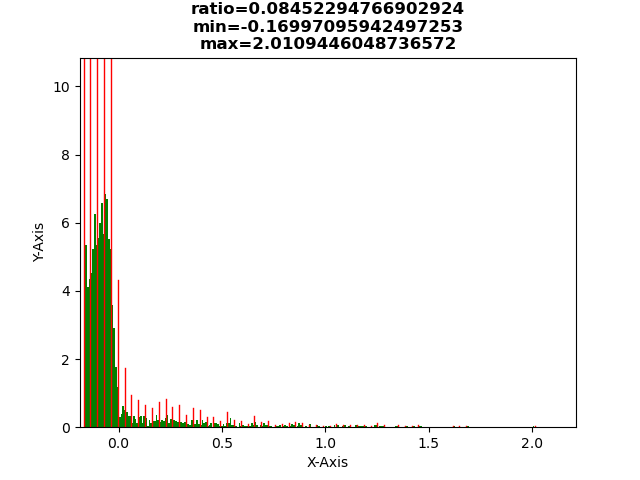 ratio=0.08452294766902924
min=-0.16997095942497253
max=2.0109446048736572
10
8
6
4
2
0
Y-Axis
0.0 0.5 1.0 1.5 2.0
X-Axis